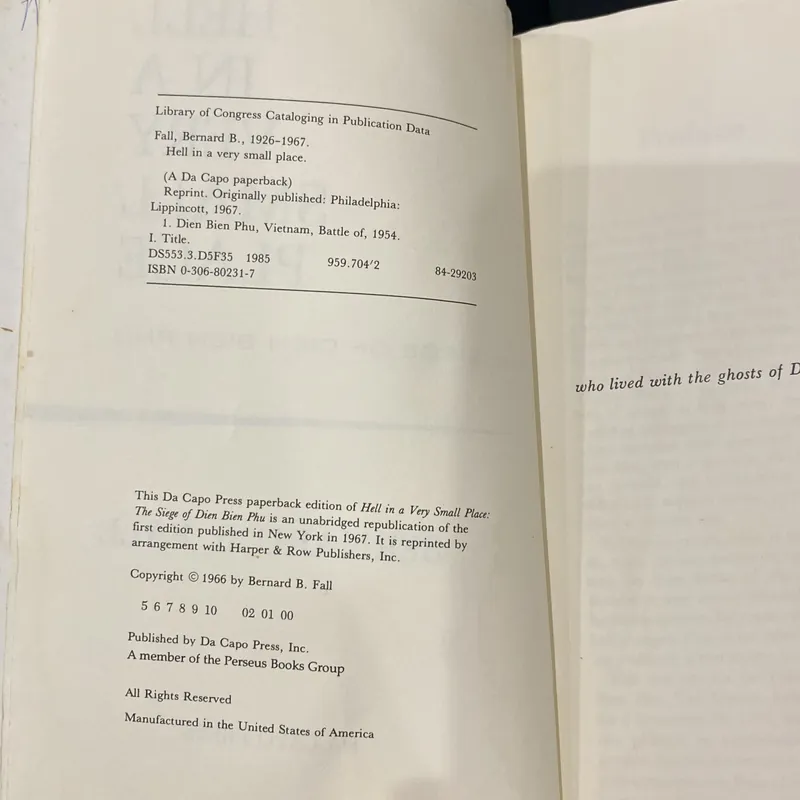 Library of Congress Cataloging in Publication Data
Fall, Bernard B., 1926–1967.
Hell in a very small place.
(A Da Capo paperback)
Reprint. Originally published: Philadelphia:
Lippincott, 1967.
1. Dien Bien Phu, Vietnam, Battle of, 1954.
I. Title.
DS553.3.D5F35 1985 959.704′2 84-29203
ISBN 0-306-80231-7
This Da Capo Press paperback edition of Hell in a Very Small Place:
The Siege of Dien Bien Phu is an unabridged republication of the
first edition published in New York in 1967. It is reprinted by
arrangement with Harper & Row Publishers, Inc.
Copyright © 1966 by Bernard B. Fall
5 6 7 8 9 10 02 01 00
Published by Da Capo Press, Inc.
A member of the Perseus Books Group
All Rights Reserved
Manufactured in the United States of America
who lived with the ghosts of D